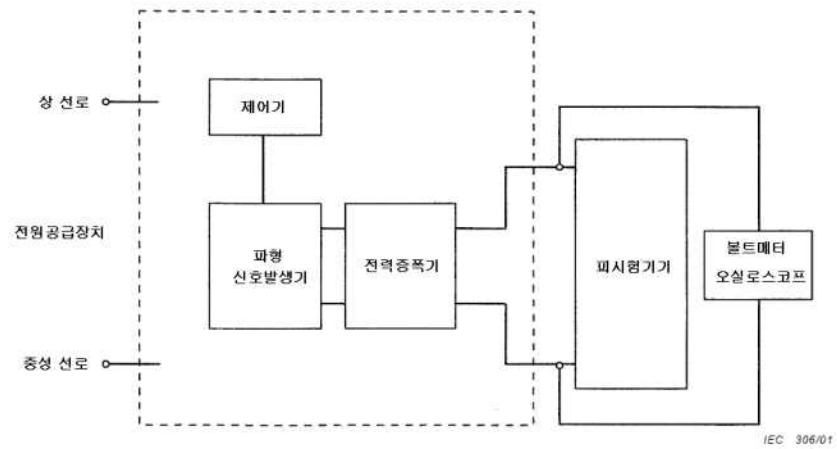 상 선로
제어기
전원공급장치
파형
신호발생기
전력증폭기
피시험기기
볼트메터
오실로스코프
중성 선로
IEC 306/01